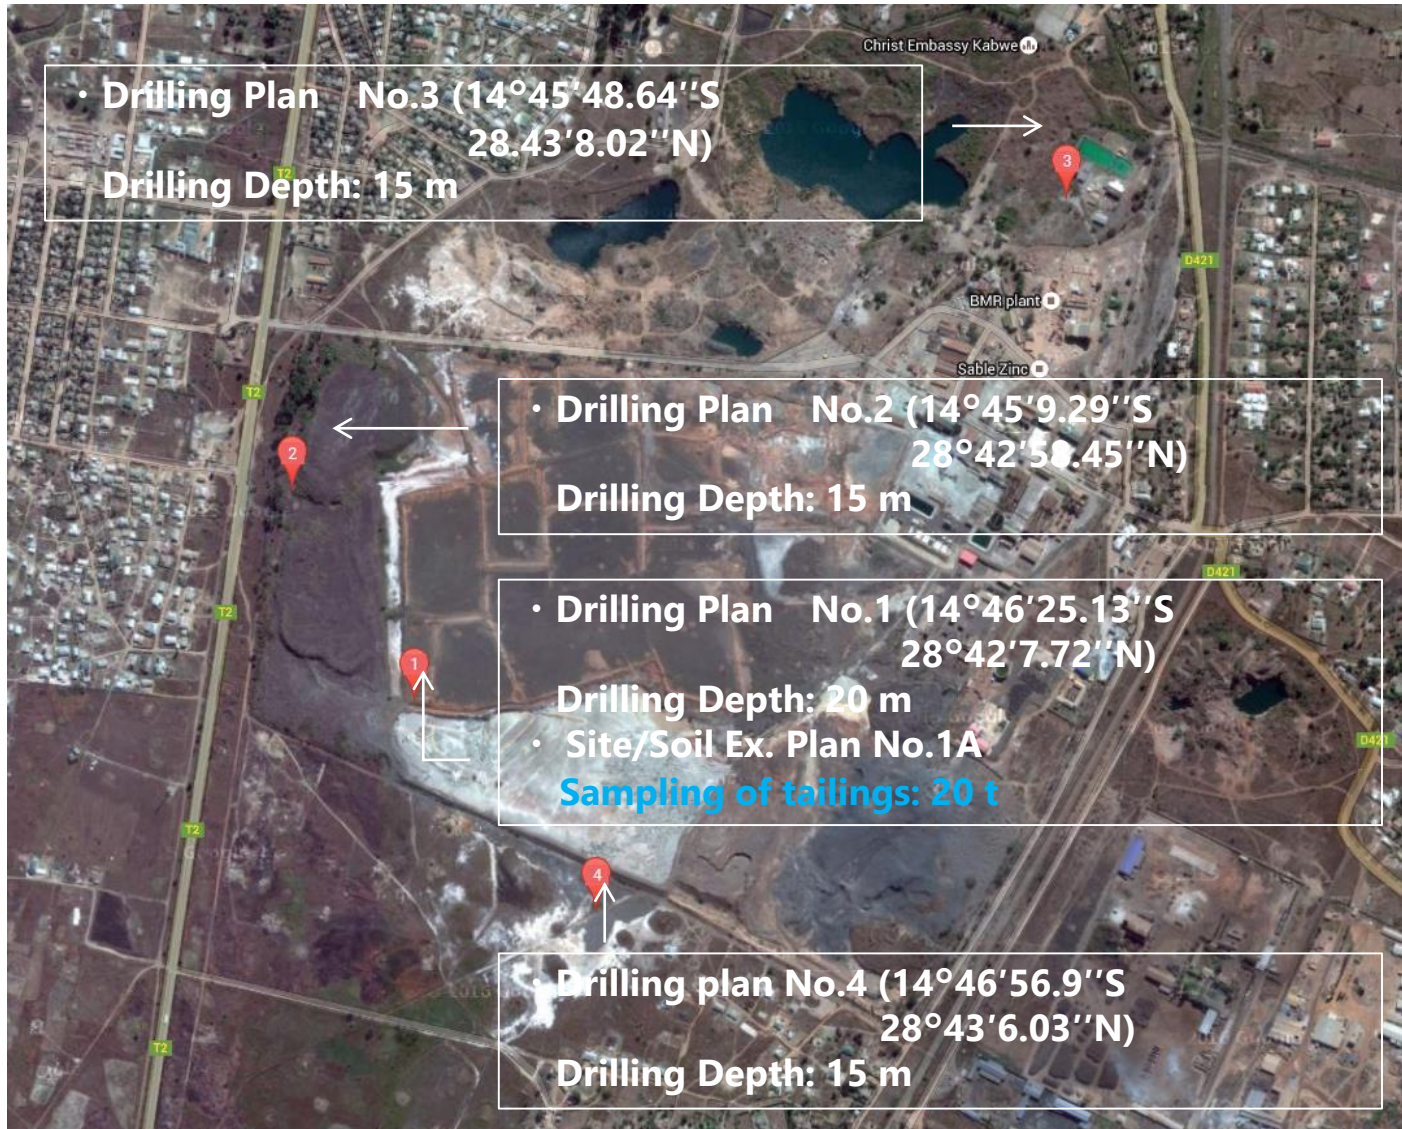 Christ Embassy Kabwe
・Drilling Plan No.3 (14°45′48.64′′S
28.43′8.02′′N)
Drilling Depth: 15 m
T2
3
D421
BMR plant
Sable Zinc
T2
・Drilling Plan No.2 (14°45′9.29′′S
28°42′58.45′′N)
Drilling Depth: 15 m
2
D421
・Drilling Plan No.1 (14°46′25.13′′S
28°42′7.72′′N)
Drilling Depth: 20 m
・Site/Soil Ex. Plan No.1A
Sampling of tailings: 20 t
T2
1
D421
T2
4
・Drilling plan No.4 (14°46′56.9′′S
28°43′6.03′′N)
Drilling Depth: 15 m
T2